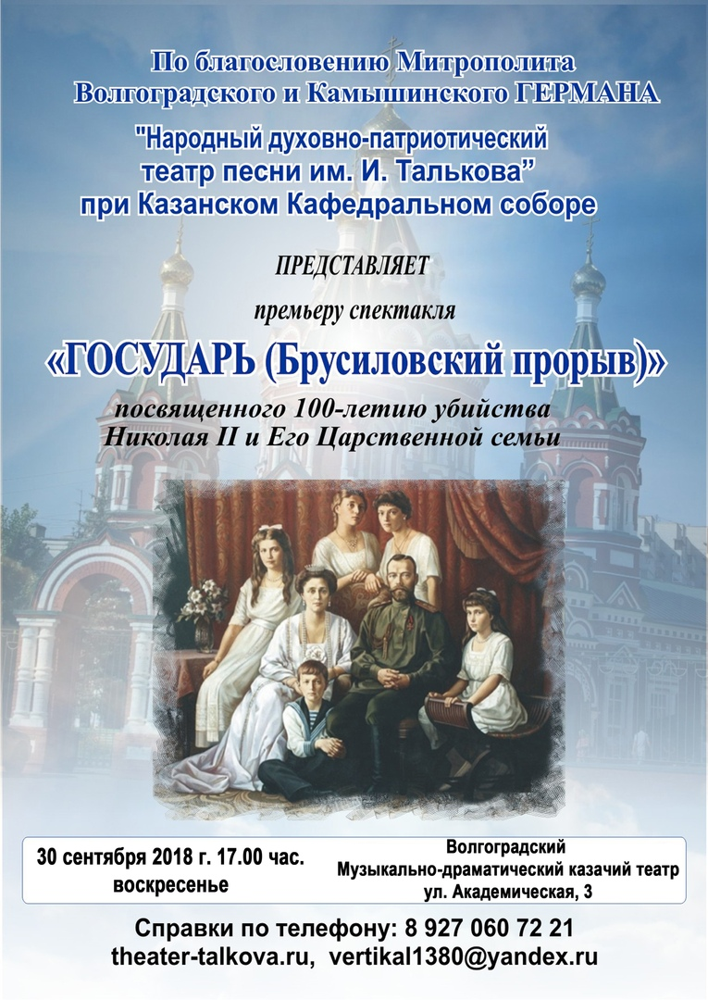 По благословению Митрополита
Волгоградского и Камышинского ГЕРМАНА
"Народный духовно-патриотический
театр песни им. И. Талькова”
при Казанском Кафедральном соборе
ПРЕДСТАВЛЯЕТ
премьеру спектакля
«ГОСУДАРЬ (Брусиловский прорыв)»
посвященного 100-летию убийства
Николая II и Его Царственной семьи
30 сентября 2018 г. 17.00 час.
воскресенье
Волгоградский
Музыкально-драматический казачий театр
ул. Академическая, 3
Справки по телефону: 8 927 060 72 21
theater-talkova.ru, vertikal1380@yandex.ru